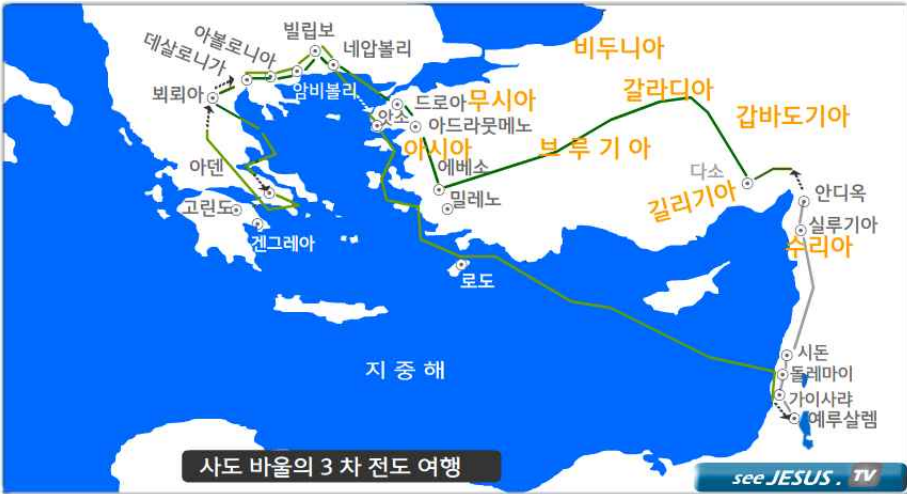 빌립보
네압볼리
아볼로니아
데살로니가
뵈뢰아
암비볼리
비두니아
갈라디아
갑바도기아
드로아
무시아
앗소
아드라뭇메노
아시아
브루기아
에베소
밀레노
다소
길리기아
안디옥
실루기아
수리아
아덴
고린도
겐그레아
로도
지중해
시돈
돌레마이
가이사랴
예루살렘
사도 바울의 3 차 전도 여행
see JESUS . TV